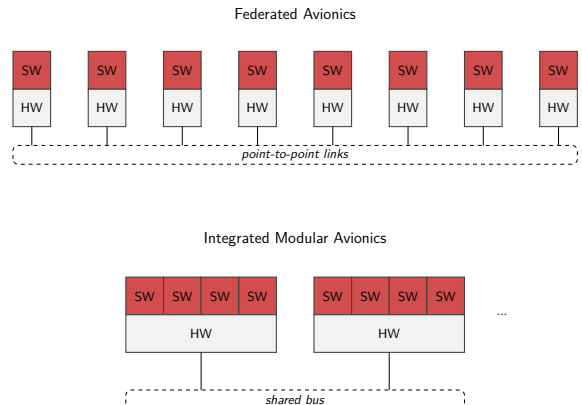 Federated Avionics
SW SW SW SW SW SW SW SW
HW HW HW HW HW HW HW HW
point-to-point links
Integrated Modular Avionics
SW SW SW SW SW SW SW SW
...
HW HW
shared bus